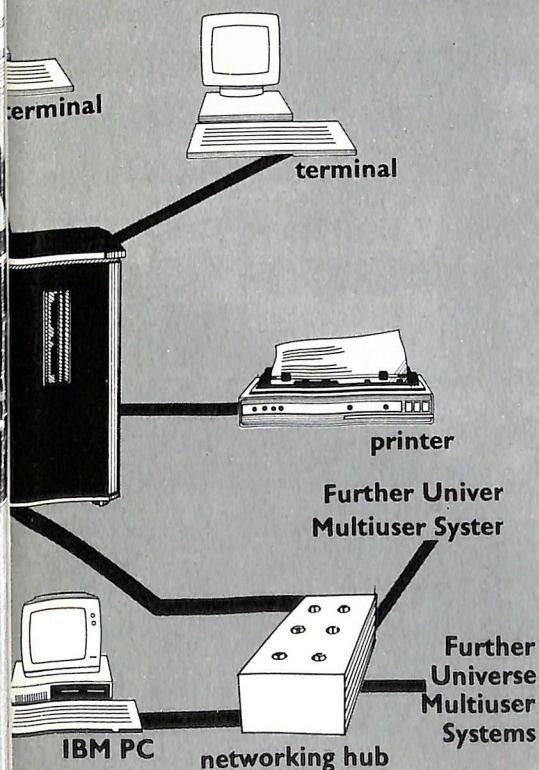 erminal
terminal
printer
Further Univer
Multiuser Syster
Further
Universe
Multiuser
Systems
IBM PC
networking hub